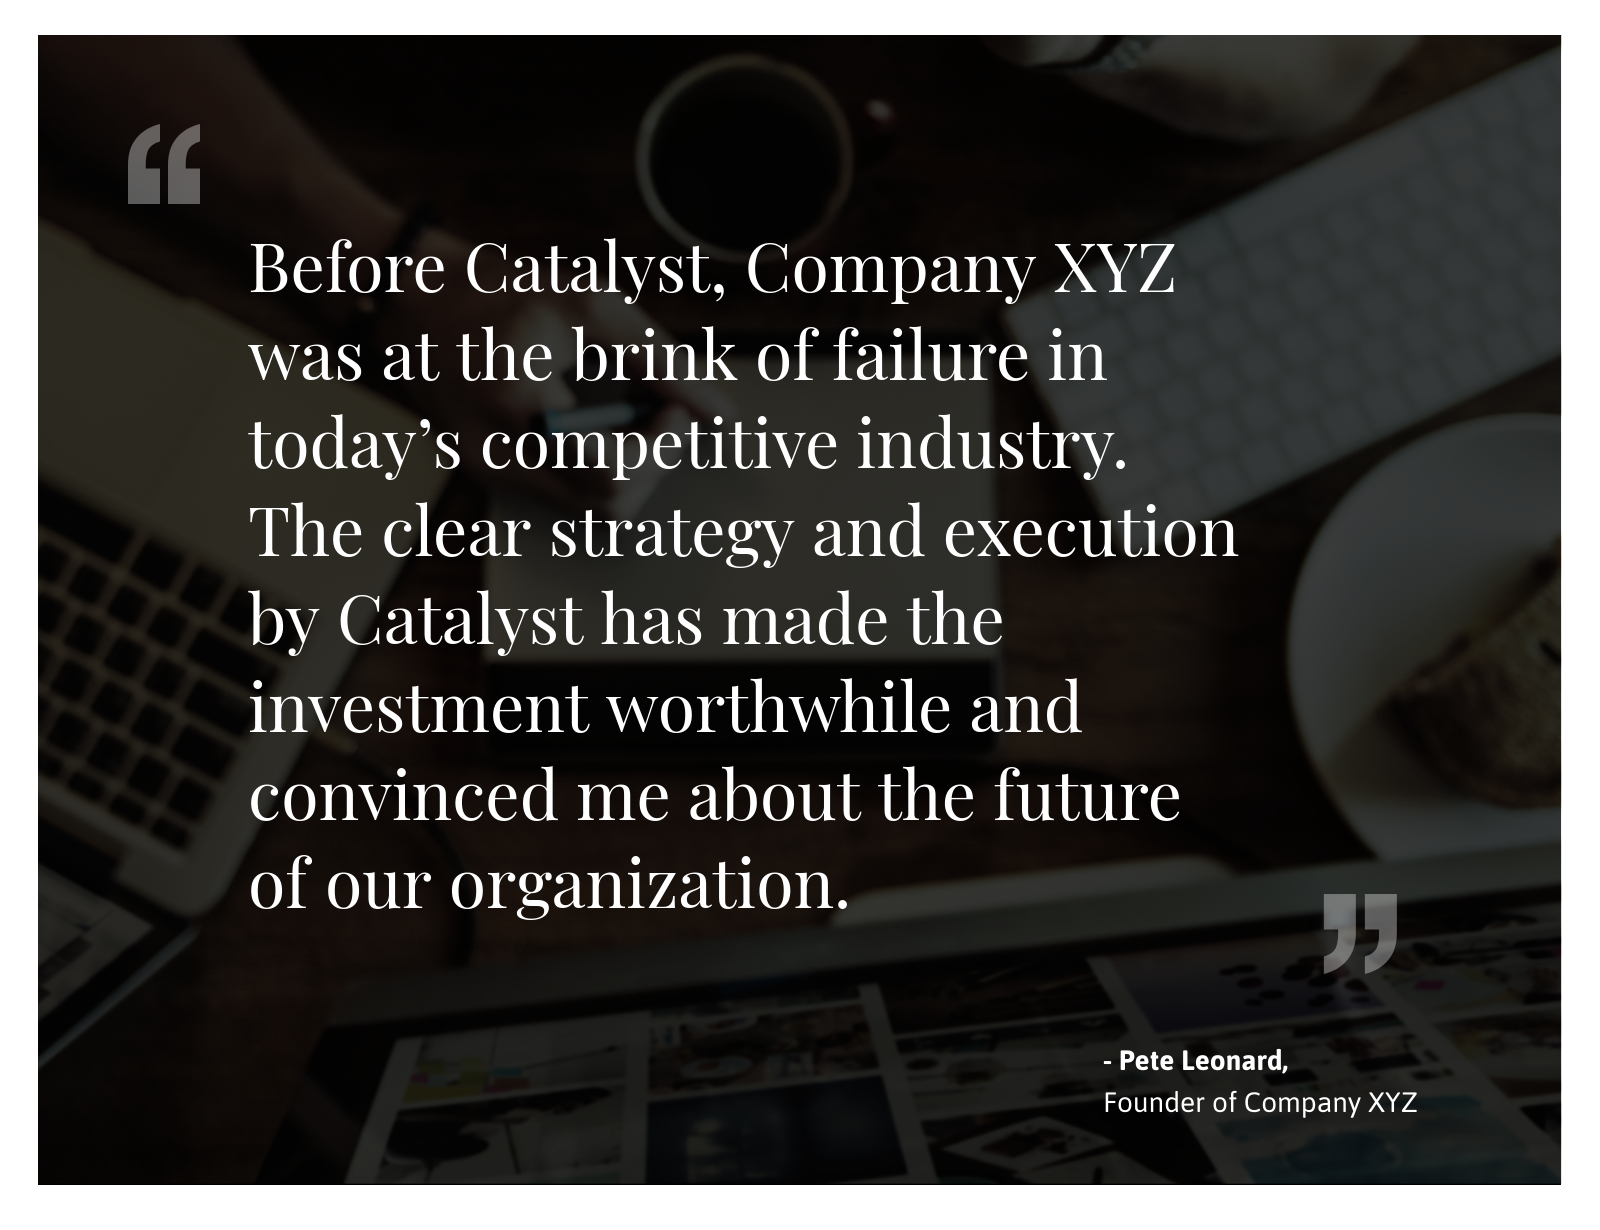 “
Before Catalyst, Company XYZ
was at the brink of failure in
today’s competitive industry.
The clear strategy and execution
by Catalyst has made the
investment worthwhile and
convinced me about the future
of our organization.
”
- Pete Leonard,
Founder of Company XYZ